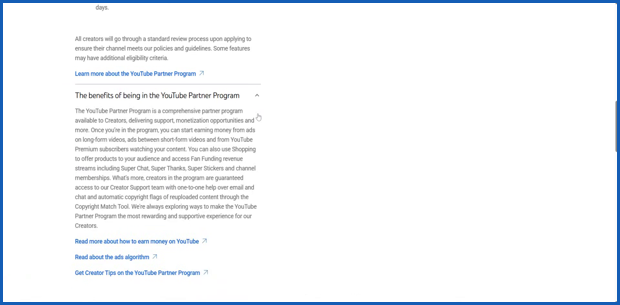 days.
All creators will go through a standard review process upon applying to
ensure their channel meets our policies and guidelines. Some features
may have additional eligibility criteria.
Learn more about the YouTube Partner Program
The benefits of being in the YouTube Partner Program
The YouTube Partner Program is a comprehensive partner program
available to Creators, delivering support, monetization opportunities and
more. Once you're in the program, you can start earning money from ads
on long-form videos, ads between short-form videos and from YouTube
Premium subscribers watching your content. You can also use Shopping
to offer products to your audience and access Fan Funding revenue
streams including Super Chat, Super Thanks, Super Stickers and channel
memberships. What's more, creators in the program are guaranteed
access to our Creator Support team with one-to-one help over email and
chat and automatic copyright flags of reuploaded content through the
Copyright Match Tool. We're always exploring ways to make the YouTube
Partner Program the most rewarding and supportive experience for our
Creators.
Read more about how to earn money on YouTube
Read about the ads algorithm
Get Creator Tips on the YouTube Partner Program